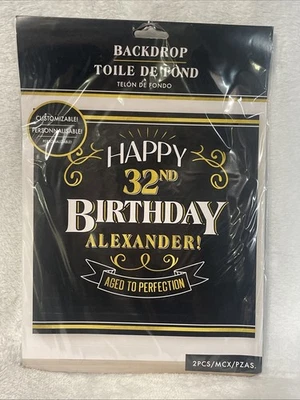 BACKDROP
TOILE DE FOND
TELÓN DE FONDO
CUSTOMIZABLE!
PERSONNALISABLE!
HAPPY
32ND
BIRTHDAY
ALEXANDER!
AGED TO PERFECTION
2PCS/MCX/PZAS.